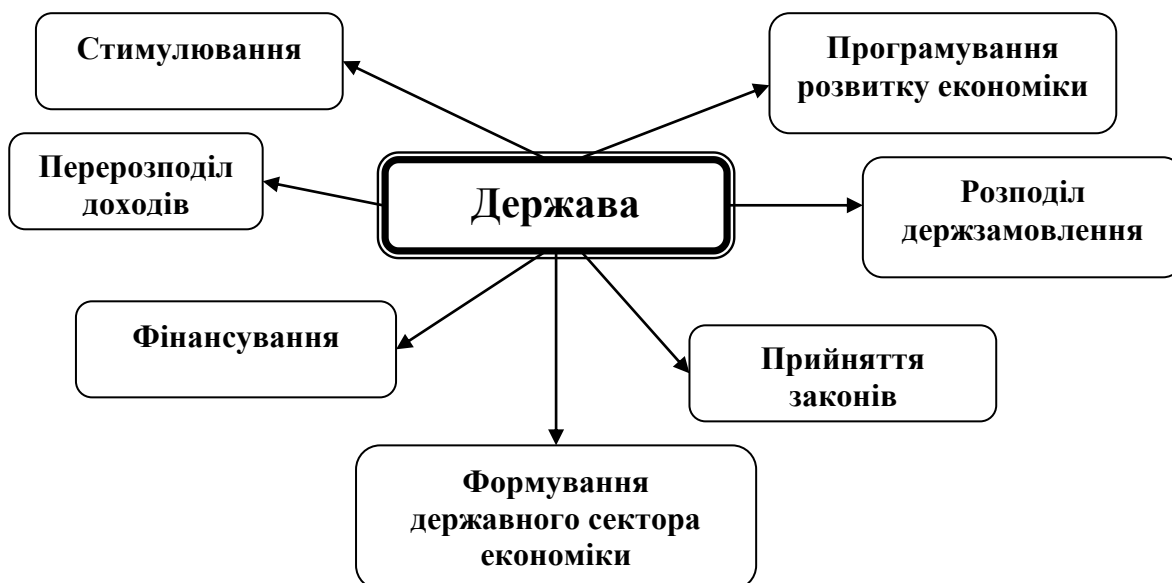 Стимулювання
Програмування
розвитку економіки
Перерозподіл
доходів
Держава
Розподіл
держзамовлення
Фінансування
Прийняття
законів
Формування
державного сектора
економіки